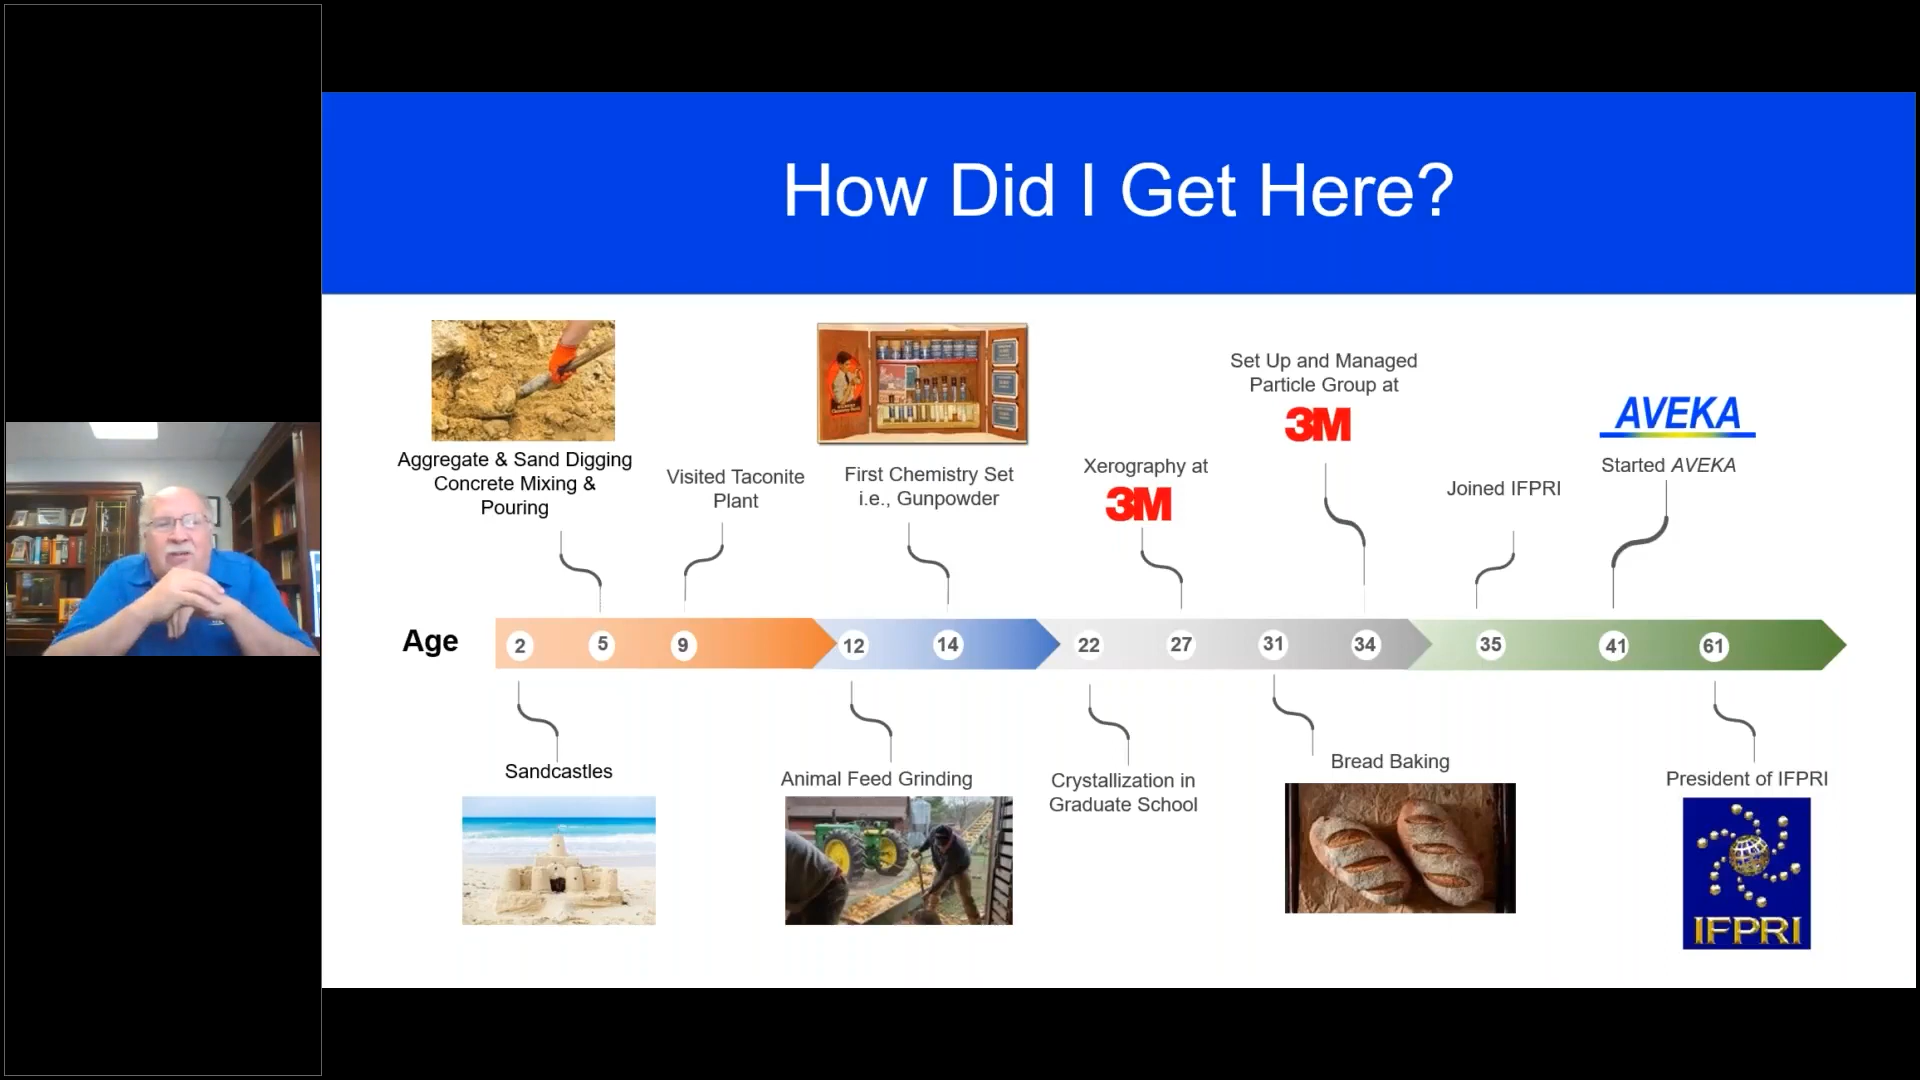 How Did I Get Here?
Aggregate & Sand Digging
Concrete Mixing &
Pouring
Visited Taconite
Plant
First Chemistry Set
i.e., Gunpowder
Xerography at
3M
Set Up and Managed
Particle Group at
3M
Joined IFPRI
AVEKA
Started AVEKA
Age
2
5
9
12
14
22
27
31
34
35
41
61
Sandcastles
Animal Feed Grinding
Crystallization in
Graduate School
Bread Baking
President of IFPRI
IFPRI